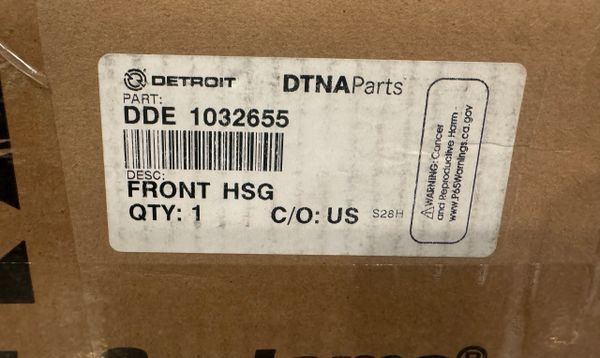 DETROIT DTNAParts
PART:
DDE 1032655
DESC:
FRONT HSG
QTY: 1 C/O: US S28H
⚠WARNING: Cancer
and Reproductive Harm -
www.P65Warnings.ca.gov